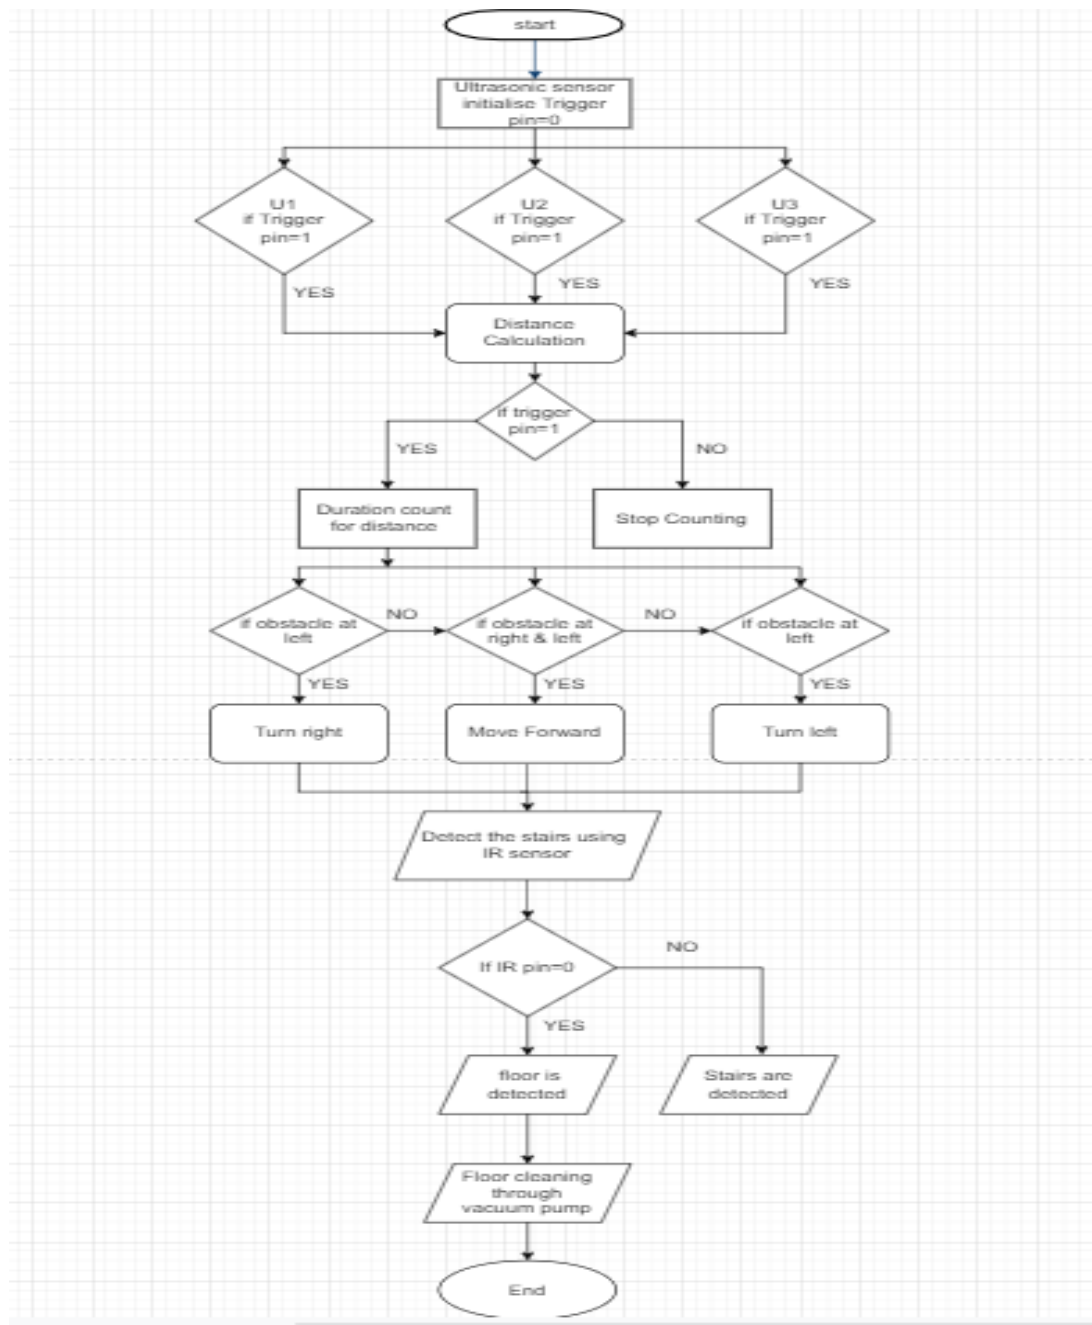 start
Ultrasonic sensor
initialise Trigger
pin=0
U1
if Trigger
pin=1
U2
if Trigger
pin=1
U3
if Trigger
pin=1
YES
YES
YES
Distance
Calculation
if trigger
pin=1
YES
NO
Duration count
for distance
Stop Counting
if obstacle at
left
NO
if obstacle at
right & left
NO
if obstacle at
left
YES
YES
YES
Turn right
Move Forward
Turn left
Detect the stairs using
IR sensor
If IR pin=0
NO
YES
floor is
detected
Stairs are
detected
Floor cleaning
through
vacuum pump
End